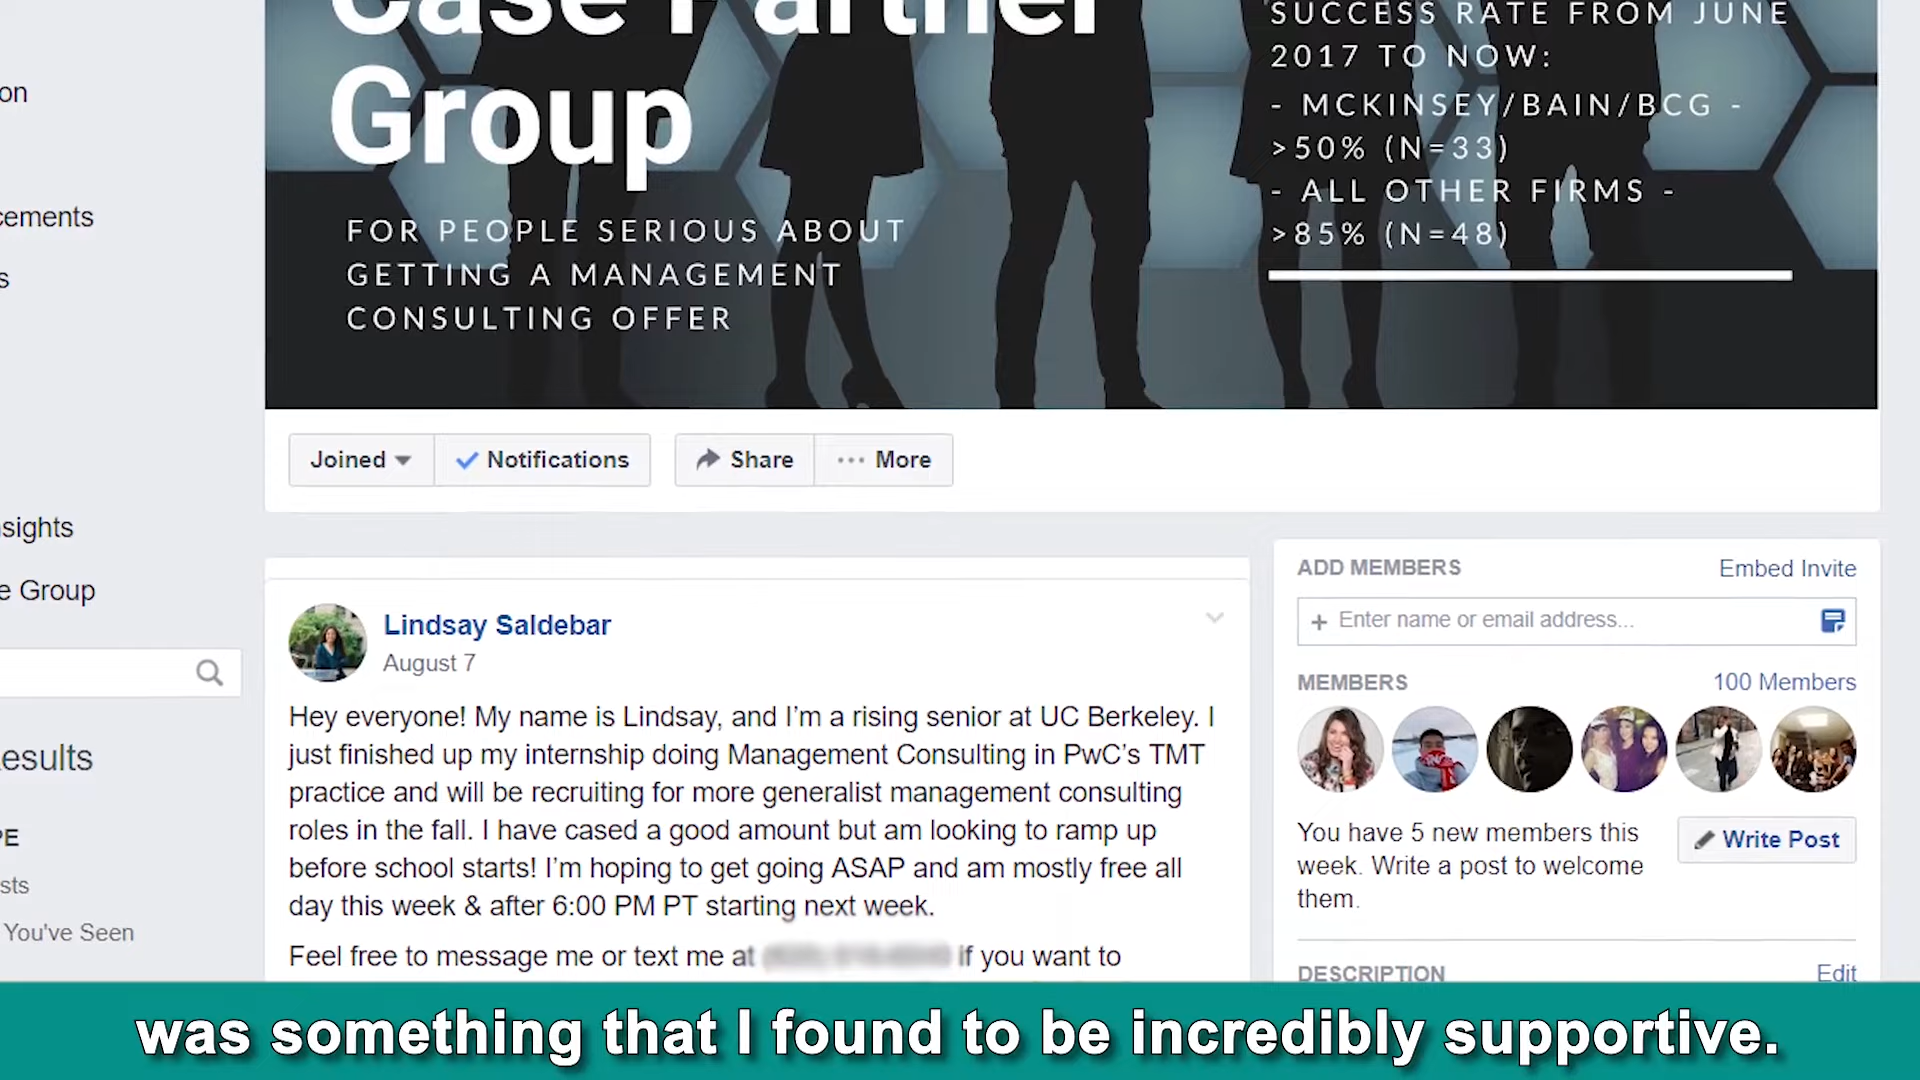 Case Partner
Group
FOR PEOPLE SERIOUS ABOUT
GETTING A MANAGEMENT
CONSULTING OFFER
SUCCESS RATE FROM JUNE
2017 TO NOW:
- MCKINSEY/BAIN/BCG -
>50% (N=33)
- ALL OTHER FIRMS -
>85% (N=48)
on
cements
s
nsights
e Group
esults
PE
sts
You've Seen
Joined
Notifications
Share
More
Lindsay Saldebar
August 7
Hey everyone! My name is Lindsay, and I’m a rising senior at UC Berkeley. I
just finished up my internship doing Management Consulting in PwC’s TMT
practice and will be recruiting for more generalist management consulting
roles in the fall. I have cased a good amount but am looking to ramp up
before school starts! I’m hoping to get going ASAP and am mostly free all
day this week & after 6:00 PM PT starting next week.
Feel free to message me or text me at if you want to
ADD MEMBERS
Embed Invite
+ Enter name or email address...
MEMBERS
100 Members
You have 5 new members this
week. Write a post to welcome
them.
Write Post
DESCRIPTION
Edit
was something that I found to be incredibly supportive.